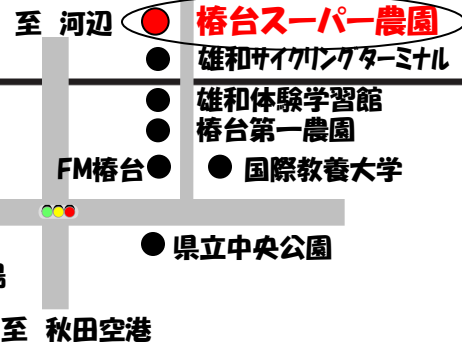 至 河辺
椿台スーパー農園
雄和サイクリングターミナル
雄和体験学習館
椿台第一農園
FM椿台
国際教養大学
県立中央公園
至 秋田空港